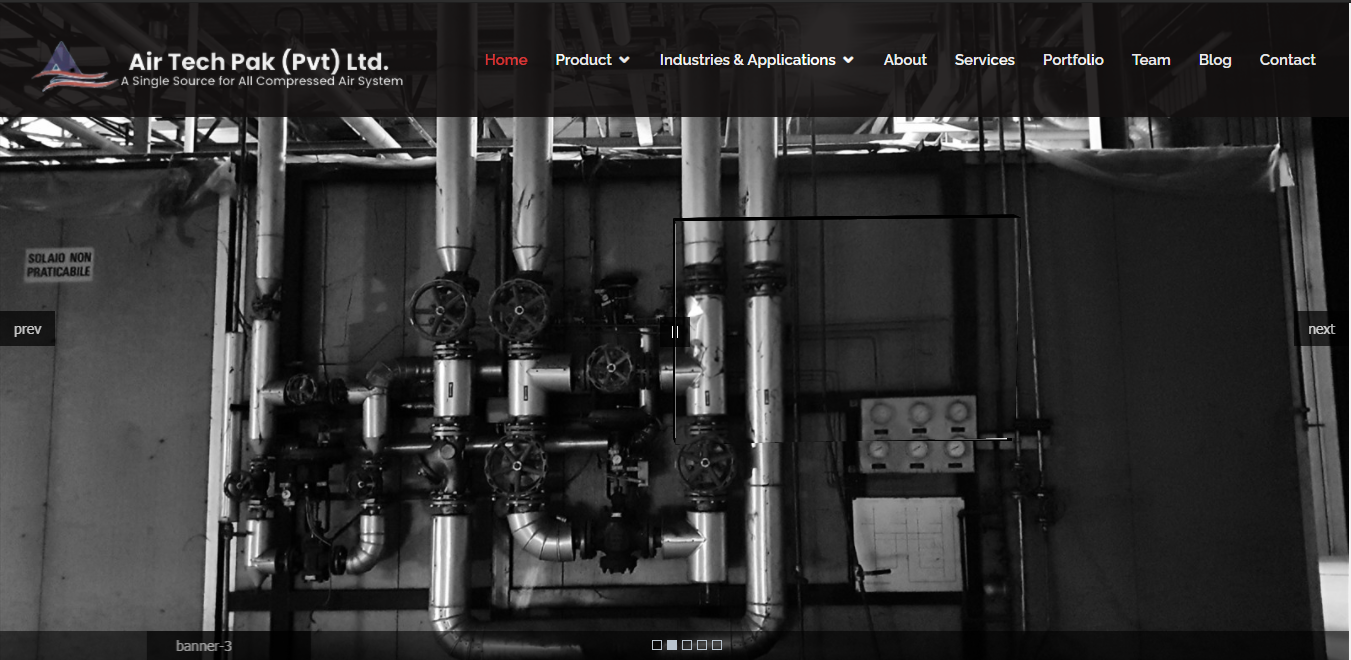 Air Tech Pak (Pvt) Ltd.
A Single Source for All Compressed Air System
Home Product Industries & Applications About Services Portfolio Team Blog Contact
SOLAIO NON
PRATICABILE
prev
next
banner-3